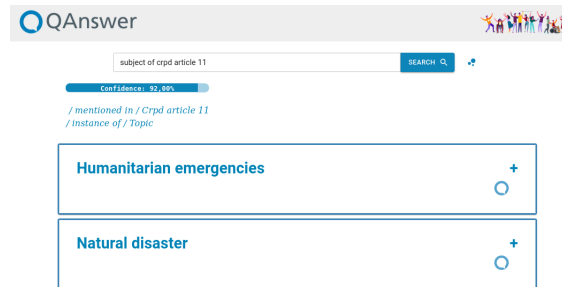 QAnswer
subject of crpd article 11
SEARCH
Confidence: 92,00%
/ mentioned in / Crpd article 11
/ instance of / Topic
Humanitarian emergencies
+
Natural disaster
+